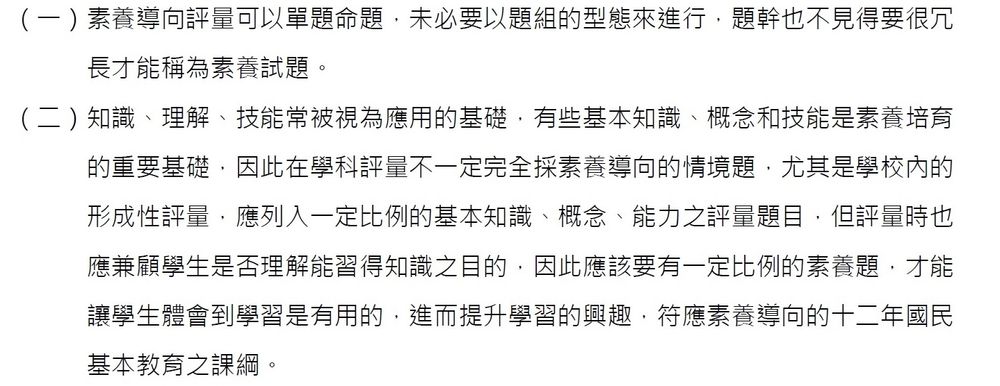 （一）素養導向評量可以單題命題，未必要以題組的型態來進行，題幹也不見得要很冗
長才能稱為素養試題。
（二）知識、理解、技能常被視為應用的基礎，有些基本知識、概念和技能是素養培育
的重要基礎，因此在學科評量不一定完全採素養導向的情境題，尤其是學校內的
形成性評量，應列入一定比例的基本知識、概念、能力之評量題目，但評量時也
應兼顧學生是否理解能習得知識之目的，因此應該要有一定比例的素養題，才能
讓學生體會到學習是有用的，進而提升學習的興趣，符應素養導向的十二年國民
基本教育之課綱。